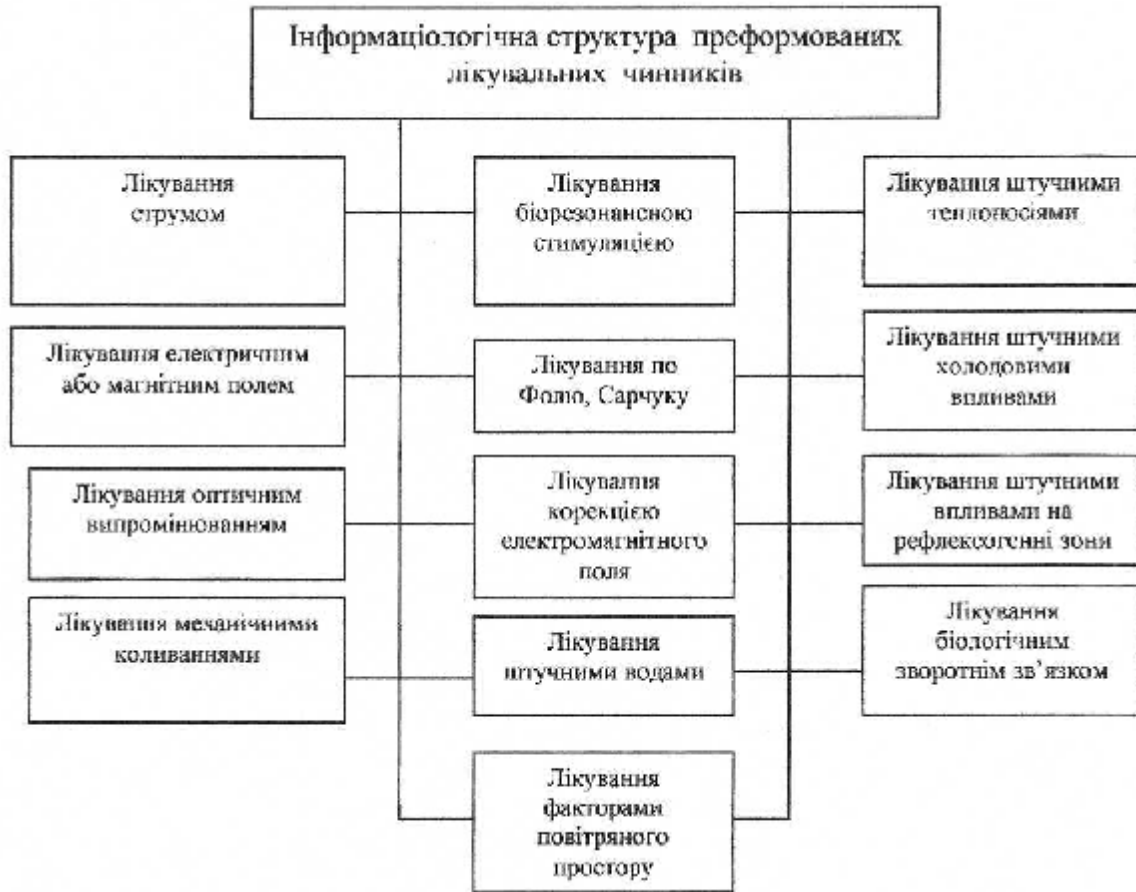 Інформаціологічна структура преформованих
лікувальних чинників
Лікування
струмом
Лікування
біорезонансною
стимуляцією
Лікування штучними
теплоносіями
Лікування електричним
або магнітним полем
Лікування по
Фолю, Сарчуку
Лікування штучними
холодовими
впливами
Лікування оптичним
випромінюванням
Лікування
корекцією
електромагнітного
поля
Лікування штучними
впливами на
рефлексогенні зони
Лікування механічними
коливаннями
Лікування
штучними водами
Лікування
біологічним
зворотнім зв’язком
Лікування
факторами
повітряного
простору